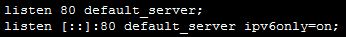 listen 80 default_server;
listen [::]:80 default_server ipv6only=on;